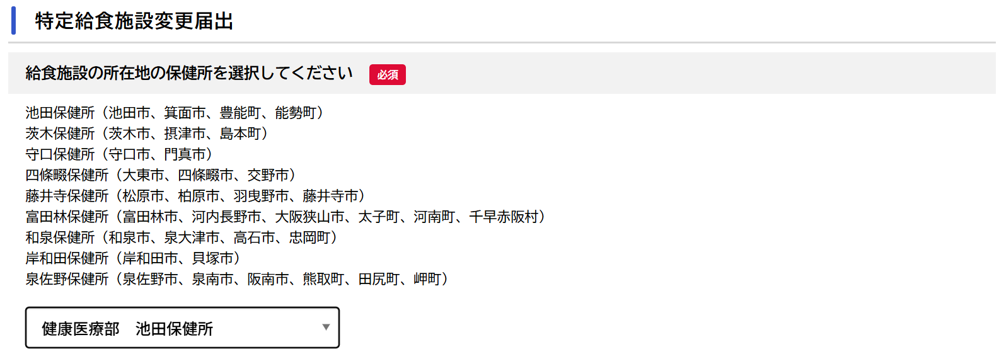 特定給食施設変更届出
給食施設の所在地の保健所を選択してください 必須
池田保健所（池田市、箕面市、豊能町、能勢町）
茨木保健所（茨木市、摂津市、島本町）
守口保健所（守口市、門真市）
四條畷保健所（大東市、四條畷市、交野市）
藤井寺保健所（松原市、柏原市、羽曳野市、藤井寺市）
富田林保健所（富田林市、河内長野市、大阪狭山市、太子町、河南町、千早赤阪村）
和泉保健所（和泉市、泉大津市、高石市、忠岡町）
岸和田保健所（岸和田市、貝塚市）
泉佐野保健所（泉佐野市、泉南市、阪南市、熊取町、田尻町、岬町）
健康医療部　池田保健所